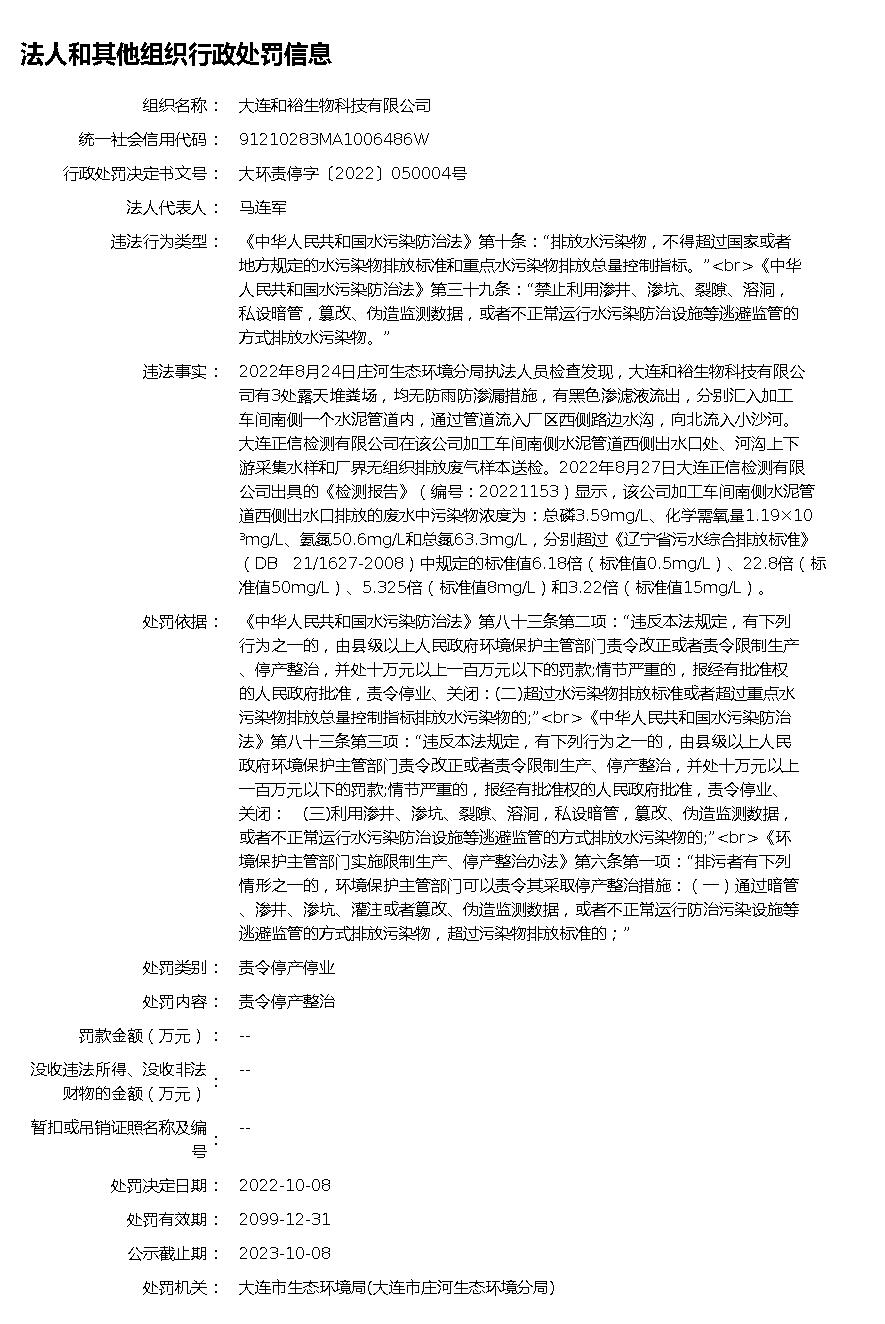 法人和其他组织行政处罚信息
组织名称： 大连和裕生物科技有限公司
统一社会信用代码： 91210283MA1006486W
行政处罚决定书文号： 大环责停字〔2022〕050004号
法人代表人： 马连军
违法行为类型： 《中华人民共和国水污染防治法》第十条：“排放水污染物，不得超过国家或者
地方规定的水污染物排放标准和重点水污染物排放总量控制指标。”<br>《中华
人民共和国水污染防治法》第三十九条：“禁止利用渗井、渗坑、裂隙、溶洞，
私设暗管，篡改、伪造监测数据，或者不正常运行水污染防治设施等逃避监管的
方式排放水污染物。”
违法事实： 2022年8月24日庄河生态环境分局执法人员检查发现，大连和裕生物科技有限公
司有3处露天堆粪场，均无防雨防渗漏措施，有黑色渗滤液流出，分别汇入加工
车间南侧一个水泥管道内，通过管道流入厂区西侧路边水沟，向北流入小沙河。
大连正信检测有限公司在该公司加工车间南侧水泥管道西侧出水口处、河沟上下
游采集水样和厂界无组织排放废气样本送检。2022年8月27日大连正信检测有限
公司出具的《检测报告》（编号：20221153）显示，该公司加工车间南侧水泥管
道西侧出水口排放的废水中污染物浓度为：总磷3.59mg/L、化学需氧量1.19×10
³mg/L、氨氮50.6mg/L和总氮63.3mg/L，分别超过《辽宁省污水综合排放标准》
（DB 21/1627-2008）中规定的标准值6.18倍（标准值0.5mg/L）、22.8倍（标
准值50mg/L）、5.325倍（标准值8mg/L）和3.22倍（标准值15mg/L）。
处罚依据： 《中华人民共和国水污染防治法》第八十三条第二项：“违反本法规定，有下列
行为之一的，由县级以上人民政府环境保护主管部门责令改正或者责令限制生产
、停产整治，并处十万元以上一百万元以下的罚款;情节严重的，报经有批准权
的人民政府批准，责令停业、关闭：(二)超过水污染物排放标准或者超过重点水
污染物排放总量控制指标排放水污染物的;”<br>《中华人民共和国水污染防治
法》第八十三条第三项：“违反本法规定，有下列行为之一的，由县级以上人民
政府环境保护主管部门责令改正或者责令限制生产、停产整治，并处十万元以上
一百万元以下的罚款;情节严重的，报经有批准权的人民政府批准，责令停业、
关闭： (三)利用渗井、渗坑、裂隙、溶洞，私设暗管，篡改、伪造监测数据，
或者不正常运行水污染防治设施等逃避监管的方式排放水污染物的;”<br>《环
境保护主管部门实施限制生产、停产整治办法》第六条第一项：“排污者有下列
情形之一的，环境保护主管部门可以责令其采取停产整治措施：（一）通过暗管
、渗井、渗坑、灌注或者篡改、伪造监测数据，或者不正常运行防治污染设施等
逃避监管的方式排放污染物，超过污染物排放标准的；”
处罚类别： 责令停产停业
处罚内容： 责令停产整治
罚款金额（万元）： --
没收违法所得、没收非法
财物的金额（万元）： --
暂扣或吊销证照名称及编
号： --
处罚决定日期： 2022-10-08
处罚有效期： 2099-12-31
公示截止期： 2023-10-08
处罚机关： 大连市生态环境局(大连市庄河生态环境分局)